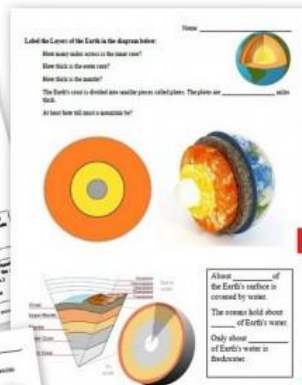 Name:
Label the Layers of the Earth in the diagram below:
How many miles across is the inner core?
How thick is the outer core?
How thick is the mantle?
The Earth's crust is divided into smaller pieces called plates. The plates are ____________ miles
thick.
At least how tall must a mountain be?
About ________ of
the Earth's surface is
covered by water.
The oceans hold about
______ of Earth's water.
Only about ________
of Earth's water is
freshwater.
Crust